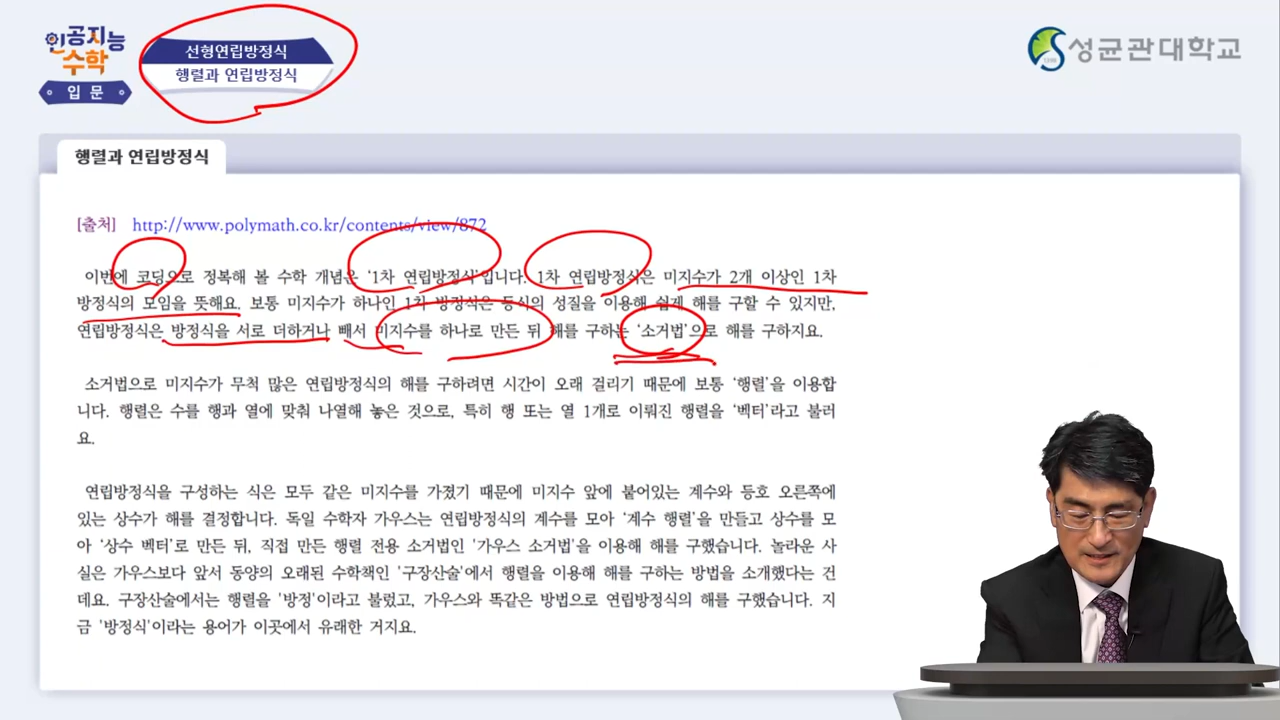 인공지능
수학
입문
선형연립방정식
행렬과 연립방정식
성균관대학교
행렬과 연립방정식
[출처] http://www.polymath.co.kr/contents/view/872
이번에 코딩으로 정복해 볼 수학 개념은 ‘1차 연립방정식’입니다. 1차 연립방정식은 미지수가 2개 이상인 1차
방정식의 모임을 뜻해요. 보통 미지수가 하나인 1차 방정식은 등식의 성질을 이용해 쉽게 해를 구할 수 있지만,
연립방정식은 방정식을 서로 더하거나 빼서 미지수를 하나로 만든 뒤 해를 구하는 ‘소거법’으로 해를 구하지요.
소거법으로 미지수가 무척 많은 연립방정식의 해를 구하려면 시간이 오래 걸리기 때문에 보통 ‘행렬’을 이용합
니다. 행렬은 수를 행과 열에 맞춰 나열해 놓은 것으로, 특히 행 또는 열 1개로 이뤄진 행렬을 ‘벡터’라고 불러
요.
연립방정식을 구성하는 식은 모두 같은 미지수를 가졌기 때문에 미지수 앞에 붙어있는 계수와 등호 오른쪽에
있는 상수가 해를 결정합니다. 독일 수학자 가우스는 연립방정식의 계수를 모아 ‘계수 행렬’을 만들고 상수를 모
아 ‘상수 벡터’로 만든 뒤, 직접 만든 행렬 전용 소거법인 ‘가우스 소거법’을 이용해 해를 구했습니다. 놀라운 사
실은 가우스보다 앞서 동양의 오래된 수학책인 '구장산술'에서 행렬을 이용해 해를 구하는 방법을 소개했다는 건
데요. 구장산술에서는 행렬을 '방정'이라고 불렀고, 가우스와 똑같은 방법으로 연립방정식의 해를 구했습니다. 지
금 '방정식'이라는 용어가 이곳에서 유래한 거지요.